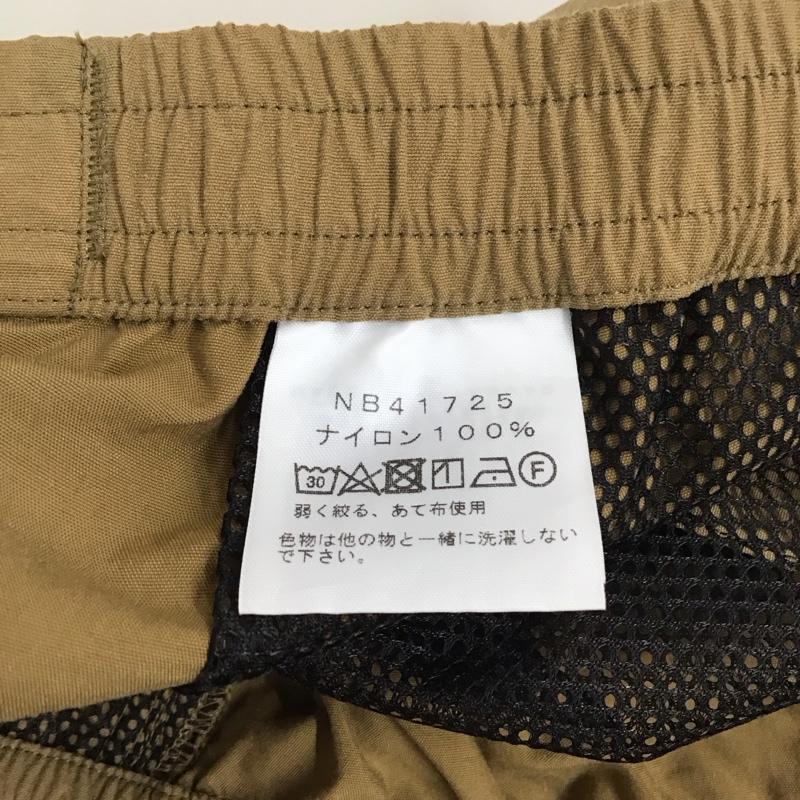 NB41725
ナイロン100%
30 F
弱く絞る、あて布使用
色物は他の物と一緒に洗濯しない
で下さい。